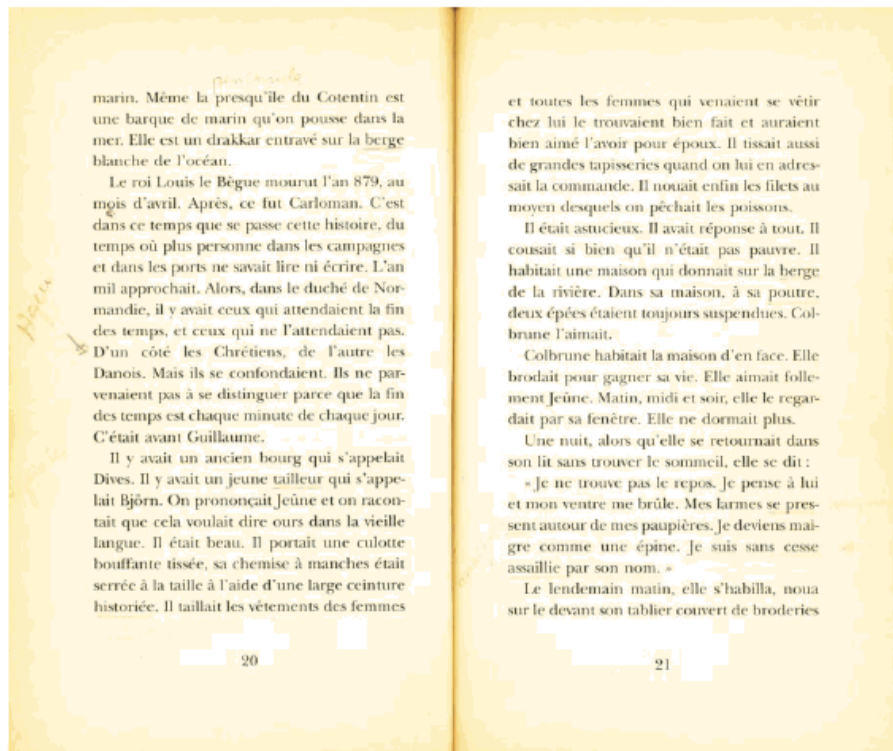 marin. Même la presqu'île du Cotentin est
une barque de marin qu'on pousse dans la
mer. Elle est un drakkar entravé sur la berge
blanche de l'océan.
Le roi Louis le Bègue mourut l'an 879, au
mois d'avril. Après, ce fut Carloman. C'est
dans ce temps que se passe cette histoire, du
temps où plus personne dans les campagnes
et dans les ports ne savait lire ni écrire. L'an
mil approchait. Alors, dans le duché de Nor-
mandie, il y avait ceux qui attendaient la fin
des temps, et ceux qui ne l'attendaient pas.
D'un côté les Chrétiens, de l'autre les
Danois. Mais ils se confondaient. Ils ne par-
venaient pas à se distinguer parce que la fin
des temps est chaque minute de chaque jour.
C'était avant Guillaume.
Il y avait un ancien bourg qui s'appelait
Dives. Il y avait un jeune tailleur qui s'appe-
lait Björn. On prononçait Jeûne et on racon-
tait que cela voulait dire ours dans la vieille
langue. Il était beau. Il portait une culotte
bouffante tissée, sa chemise à manches était
serrée à la taille à l'aide d'une large ceinture
historiée. Il taillait les vêtements des femmes
20
et toutes les femmes qui venaient se vêtir
chez lui le trouvaient bien fait et auraient
bien aimé l'avoir pour époux. Il tissait aussi
de grandes tapisseries quand on lui en adres-
sait la commande. Il nouait enfin les filets au
moyen desquels on pêchait les poissons.
Il était astucieux. Il avait réponse à tout. Il
cousait si bien qu'il n'était pas pauvre. Il
habitait une maison qui donnait sur la berge
de la rivière. Dans sa maison, à sa poutre,
deux épées étaient toujours suspendues. Col-
brune l'aimait.
Colbrune habitait la maison d'en face. Elle
brodait pour gagner sa vie. Elle aimait folle-
ment Jeûne. Matin, midi et soir, elle le regar-
dait par sa fenêtre. Elle ne dormait plus.
Une nuit, alors qu'elle se retournait dans
son lit sans trouver le sommeil, elle se dit :
« Je ne trouve pas le repos. Je pense à lui
et mon ventre me brûle. Mes larmes se pres-
sent autour de mes paupières. Je deviens mai-
gre comme une épine. Je suis sans cesse
assaillie par son nom. »
Le lendemain matin, elle s'habilla, noua
sur le devant son tablier couvert de broderies
21